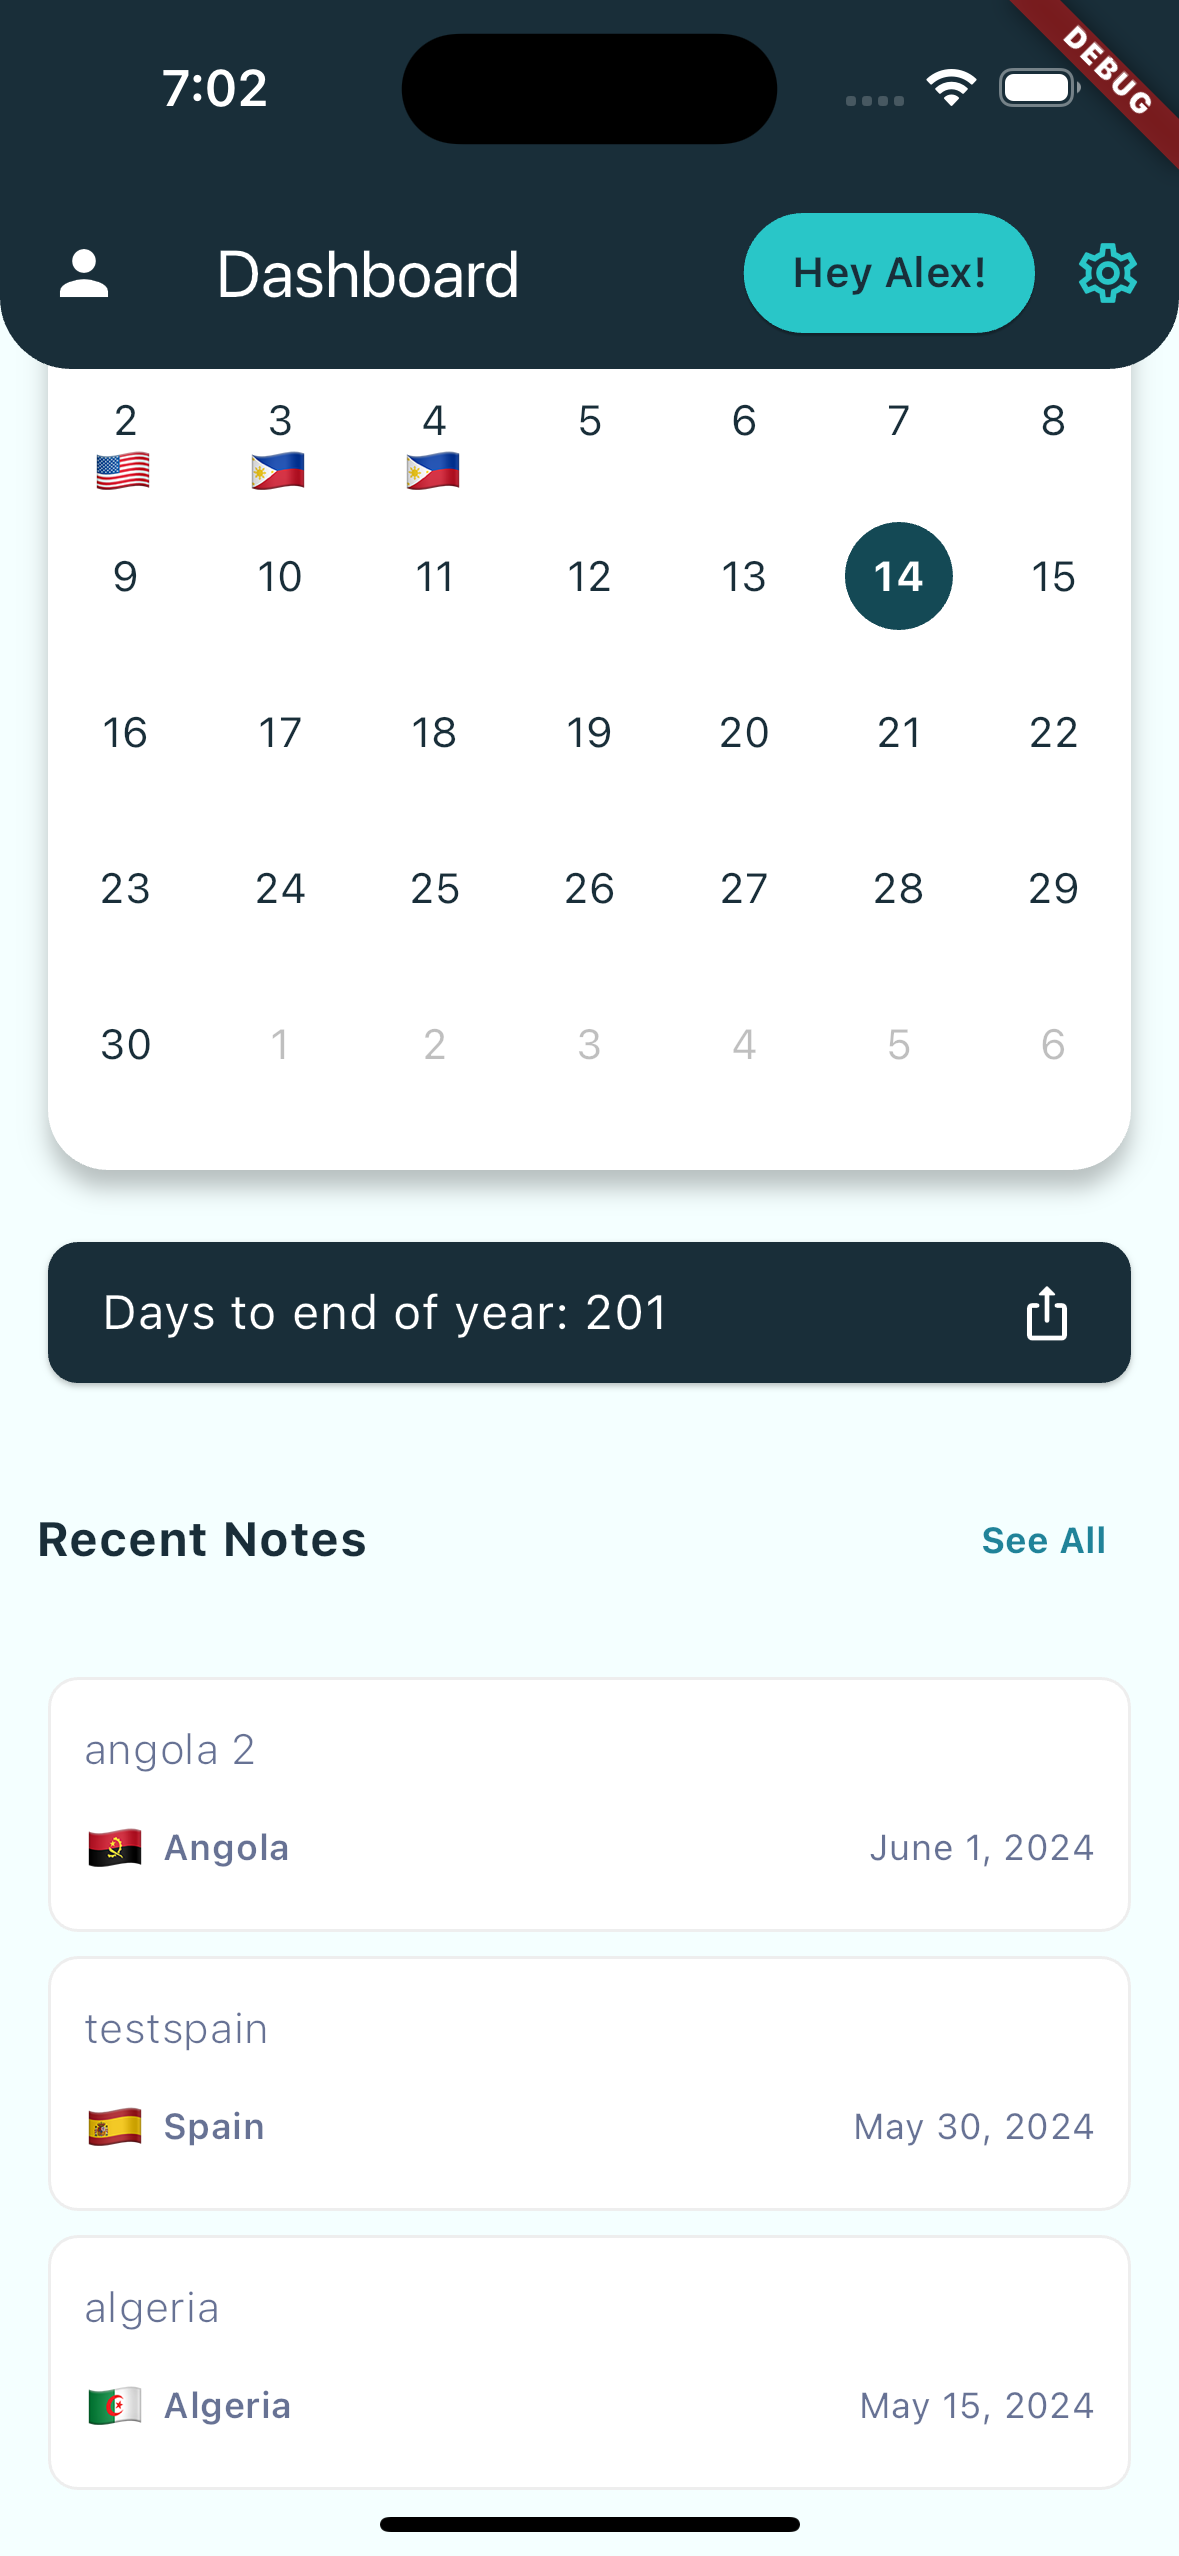 7:02
DEBUG
Dashboard
Hey Alex!
2 3 4 5 6 7 8
9 10 11 12 13 14 15
16 17 18 19 20 21 22
23 24 25 26 27 28 29
30 1 2 3 4 5 6
Days to end of year: 201
Recent Notes
See All
angola 2
Angola
June 1, 2024
testspain
Spain
May 30, 2024
algeria
Algeria
May 15, 2024